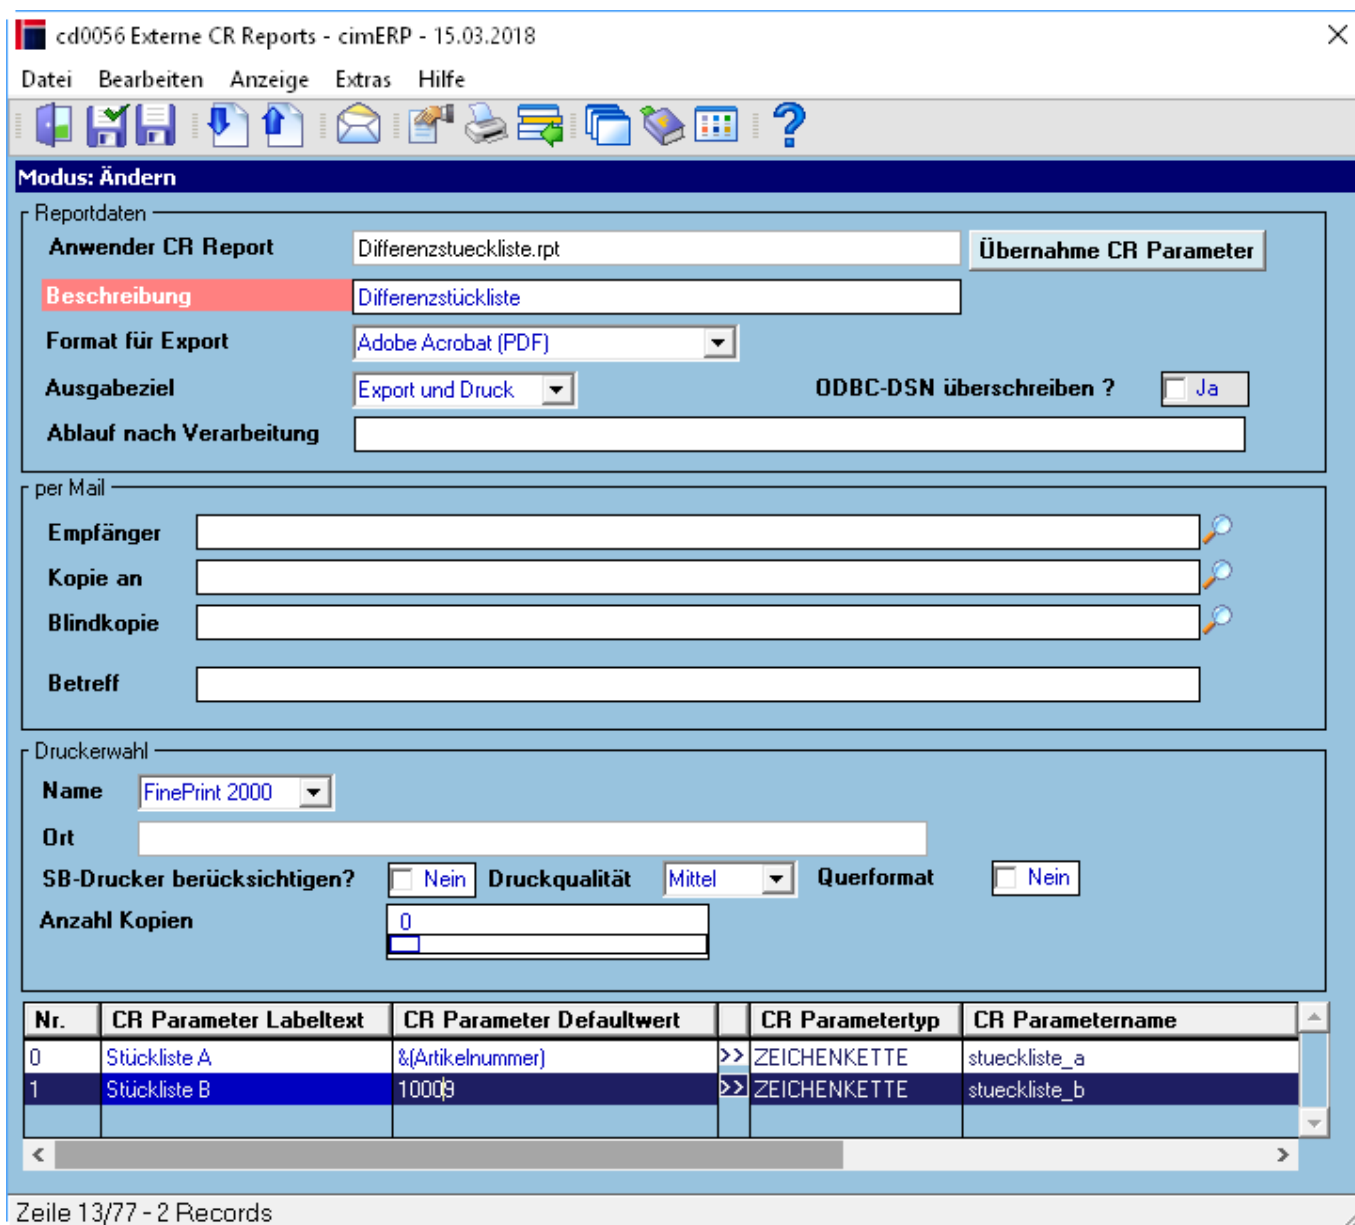 cd0056 Externe CR Reports - cimERP - 15.03.2018
Datei Bearbeiten Anzeige Extras Hilfe
Modus: Ändern
Reportdaten
Anwender CR Report Differenzstueckliste.rpt Übernahme CR Parameter
Beschreibung Differenzstückliste
Format für Export Adobe Acrobat (PDF)
Ausgabeziel Export und Druck ODBC-DSN überschreiben ? Ja
Ablauf nach Verarbeitung
per Mail
Empfänger
Kopie an
Blindkopie
Betreff
Druckerwahl
Name FinePrint 2000
Ort
SB-Drucker berücksichtigen? Nein Druckqualität Mittel Querformat Nein
Anzahl Kopien 0
Nr. CR Parameter Labeltext CR Parameter Defaultwert CR Parametertyp CR Parametername
0 Stückliste A &(Artikelnummer) >> ZEICHENKETTE stueckliste_a
1 Stückliste B 10009 >> ZEICHENKETTE stueckliste_b
Zeile 13/77 - 2 Records